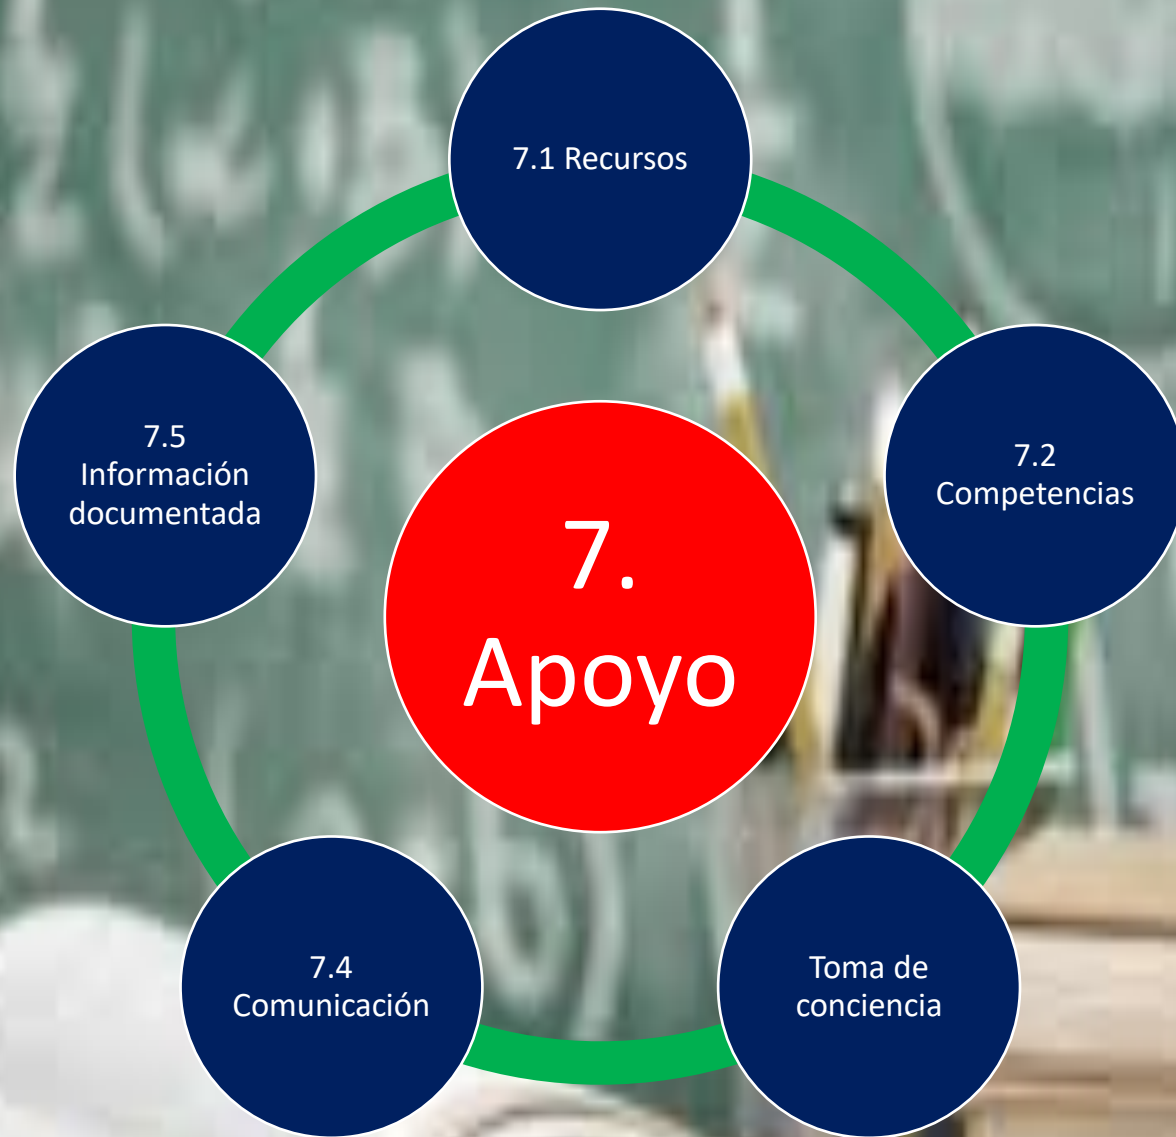 7.1 Recursos
7.2
Competencias
Toma de
conciencia
7.4
Comunicación
7.5
Información
documentada
7.
Apoyo